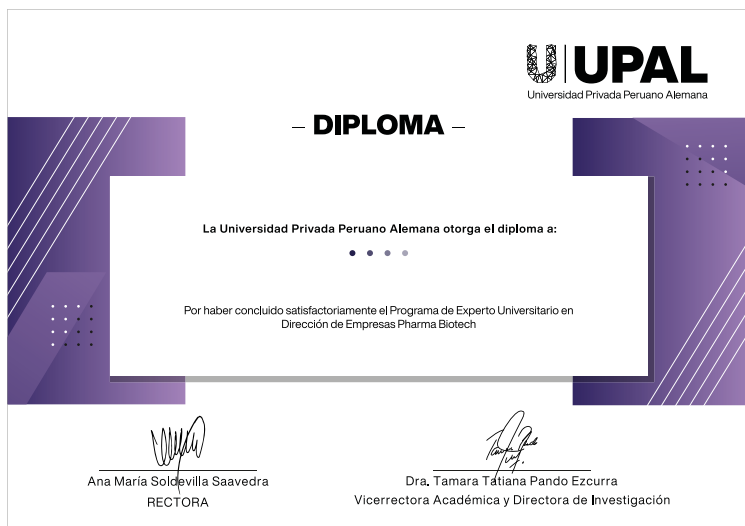 UPAL
Universidad Privada Peruano Alemana
– DIPLOMA –
La Universidad Privada Peruano Alemana otorga el diploma a:
Por haber concluido satisfactoriamente el Programa de Experto Universitario en
Dirección de Empresas Pharma Biotech
Ana María Soldevilla Saavedra
RECTORA
Dra. Tamara Tatiana Pando Ezcurra
Vicerrectora Académica y Directora de Investigación